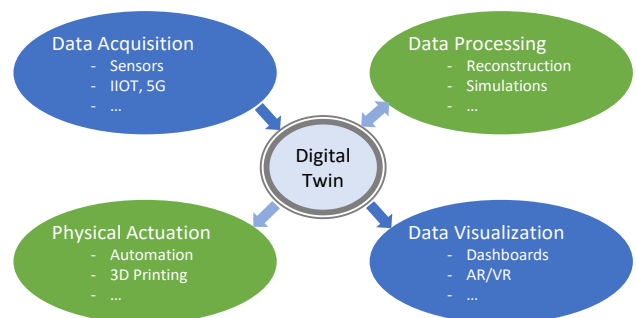 Data Acquisition
- Sensors
- IIOT, 5G
- ...
Data Processing
- Reconstruction
- Simulations
- ...
Digital
Twin
Physical Actuation
- Automation
- 3D Printing
- ...
Data Visualization
- Dashboards
- AR/VR
- ...